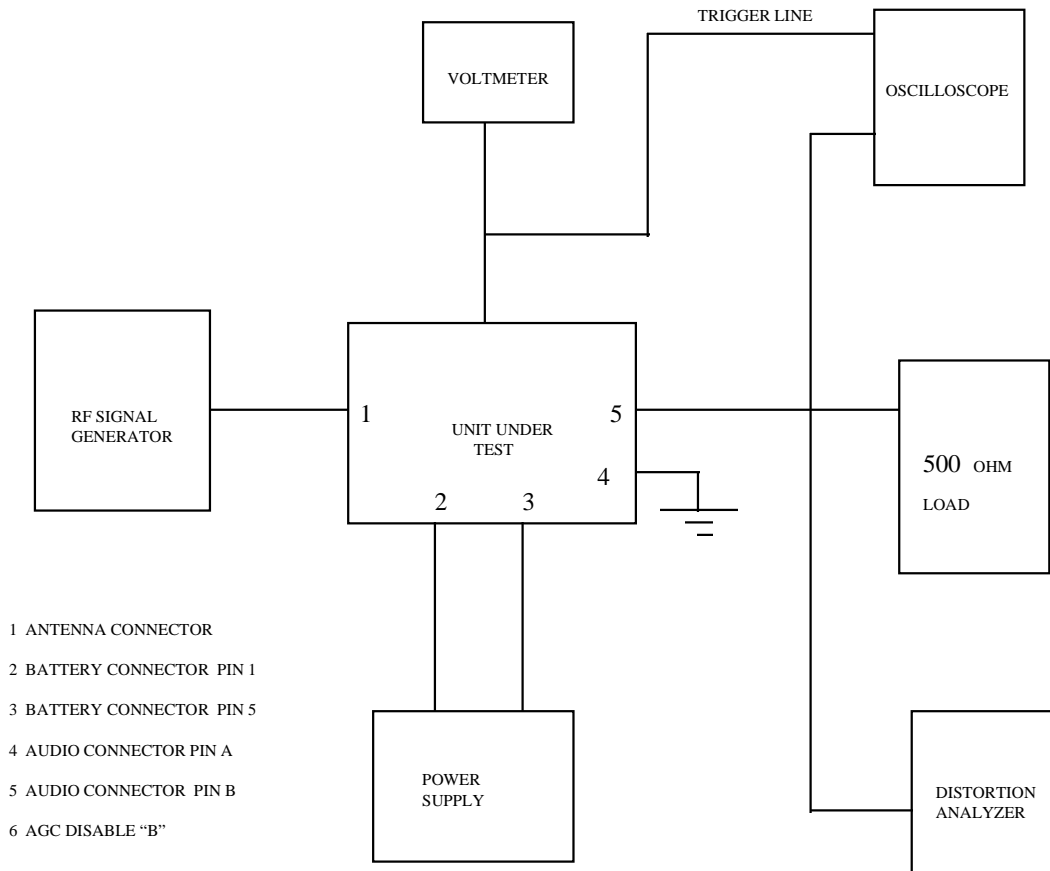 TRIGGER LINE
VOLTMETER
OSCILLOSCOPE
RF SIGNAL
GENERATOR
1
UNIT UNDER
TEST
5
4
2
3
500 OHM
LOAD
1 ANTENNA CONNECTOR
2 BATTERY CONNECTOR PIN 1
3 BATTERY CONNECTOR PIN 5
4 AUDIO CONNECTOR PIN A
5 AUDIO CONNECTOR PIN B
6 AGC DISABLE “B”
POWER
SUPPLY
DISTORTION
ANALYZER